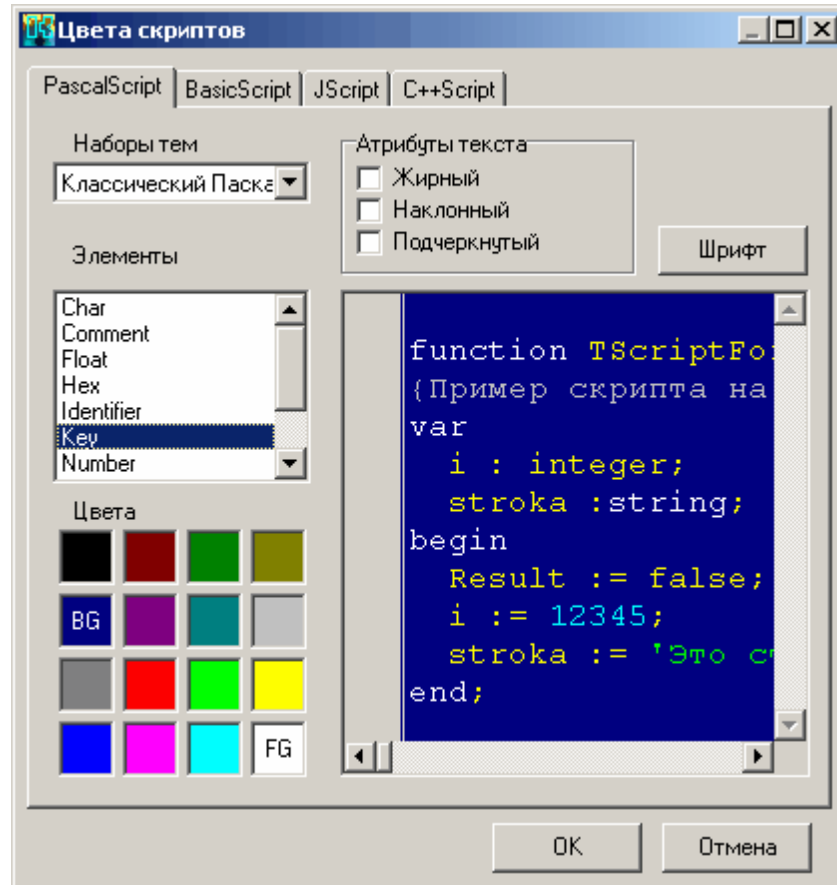 Цвета скриптов
PascalScript BasicScript JScript C++Script
Наборы тем
Классический Паска
Атрибуты текста
Жирный
Наклонный
Подчеркнутый
Шрифт
Элементы
Char
Comment
Float
Hex
Identifier
Key
Number
Цвета
BG
FG
function TScriptFo
{Пример скрипта на
var
i : integer;
stroka :string;
begin
Result := false;
i := 12345;
stroka := 'Это ст
end;
OK Отмена